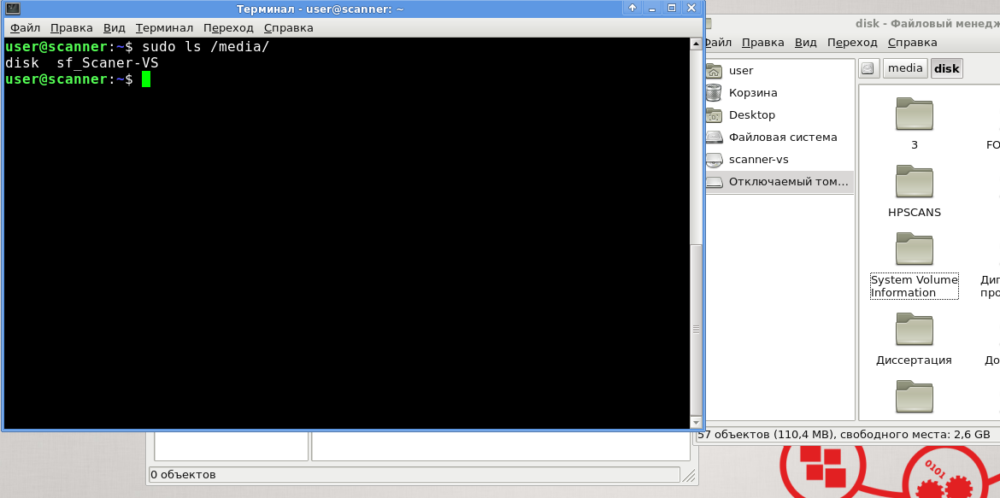 Терминал - user@scanner: ~
Файл Правка Вид Терминал Переход Справка
user@scanner:~$ sudo ls /media/
disk  sf_Scaner-VS
user@scanner:~$
disk - Файловый менедж
Файл Правка Вид Переход Справка
user
Корзина
Desktop
Файловая система
scanner-vs
Отключаемый том...
media disk
3
FO
HPSCANS
System Volume
Information
Дип
про
Диссертация
До
57 объектов (110,4 MB), свободного места: 2,6 GB
0 объектов
0101